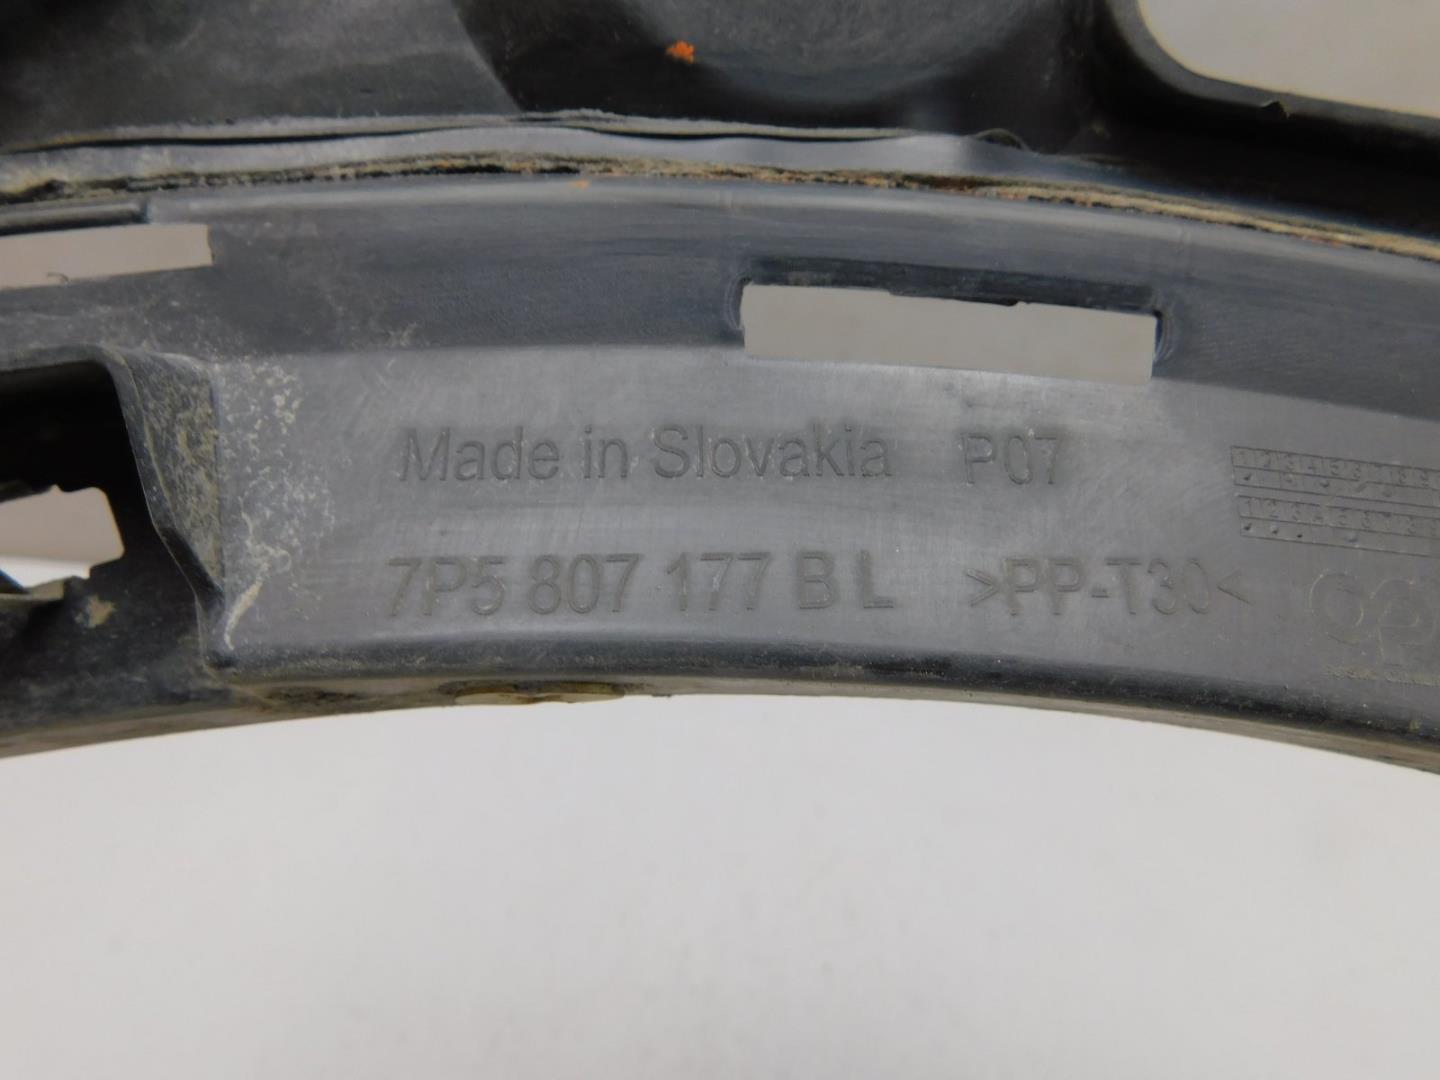 Made in Slovakia P07
7P5 807 177 B L >PP-T30<